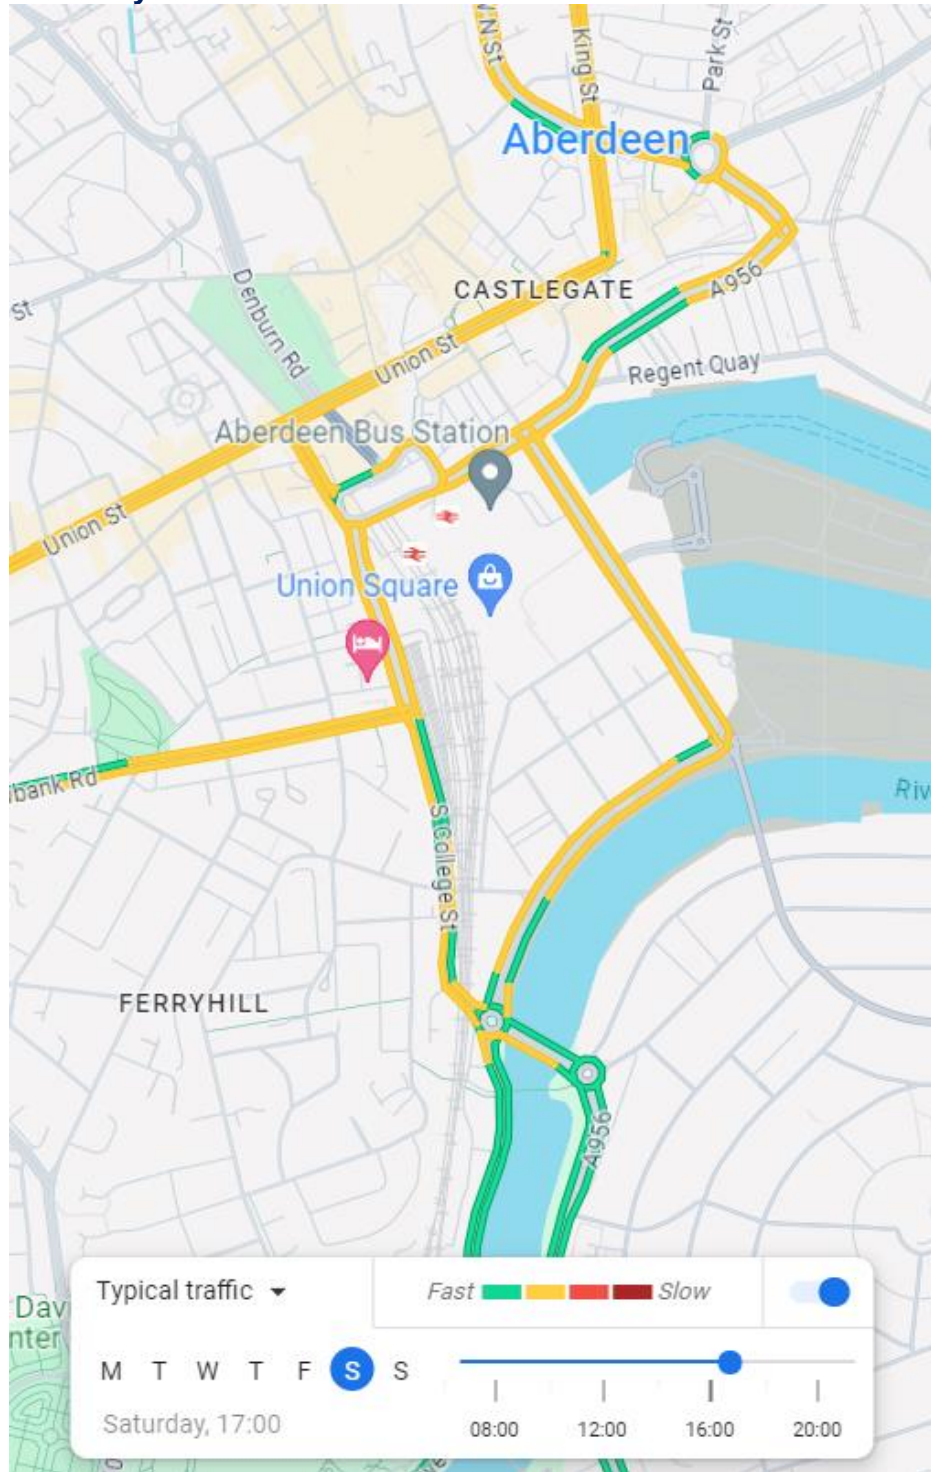 King St
Park St
Aberdeen
CASTLEGATE
A956
St
Denburn Rd
Union St
Regent Quay
Aberdeen Bus Station
Union St
Union Square
bank Rd
Riv
S College St
FERRYHILL
A956
Typical traffic
Fast
Slow
Dav
nter
M T W T F S S
Saturday, 17:00
08:00 12:00 16:00 20:00